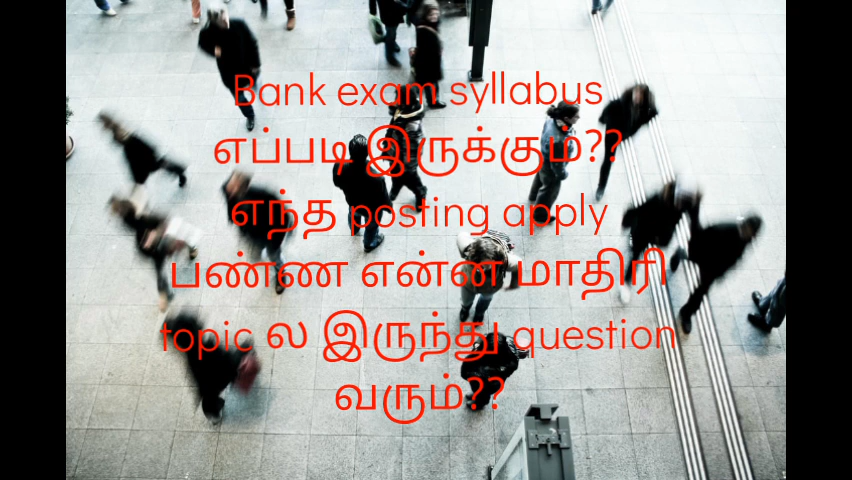 Bank exam syllabus
எப்படி இருக்கும்??
எந்த posting apply
பண்ண என்ன மாதிரி
topic ல இருந்து question
வரும்??